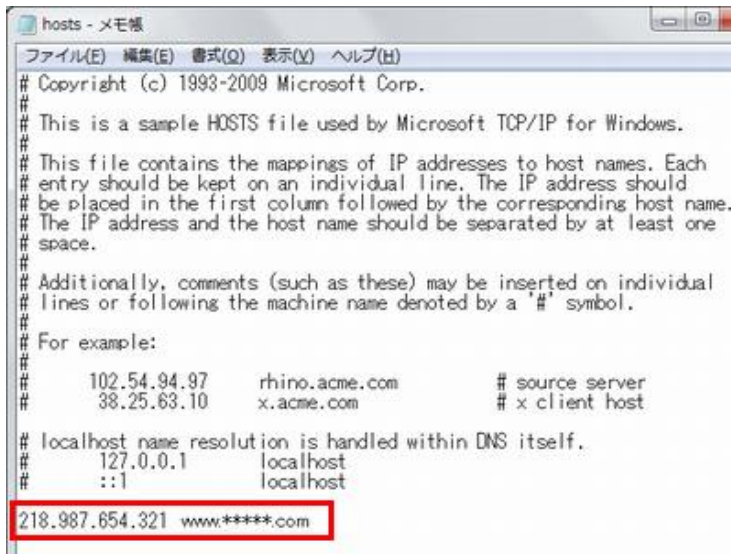 hosts - メモ帳
ファイル(F) 編集(E) 書式(O) 表示(V) ヘルプ(H)
# Copyright (c) 1993-2009 Microsoft Corp.
#
# This is a sample HOSTS file used by Microsoft TCP/IP for Windows.
#
# This file contains the mappings of IP addresses to host names. Each
# entry should be kept on an individual line. The IP address should
# be placed in the first column followed by the corresponding host name.
# The IP address and the host name should be separated by at least one
# space.
#
# Additionally, comments (such as these) may be inserted on individual
# lines or following the machine name denoted by a '#' symbol.
#
# For example:
#
# 102.54.94.97 rhino.acme.com # source server
# 38.25.63.10 x.acme.com # x client host
# localhost name resolution is handled within DNS itself.
# 127.0.0.1 localhost
# ::1 localhost
218.987.654.321 www.*****.com